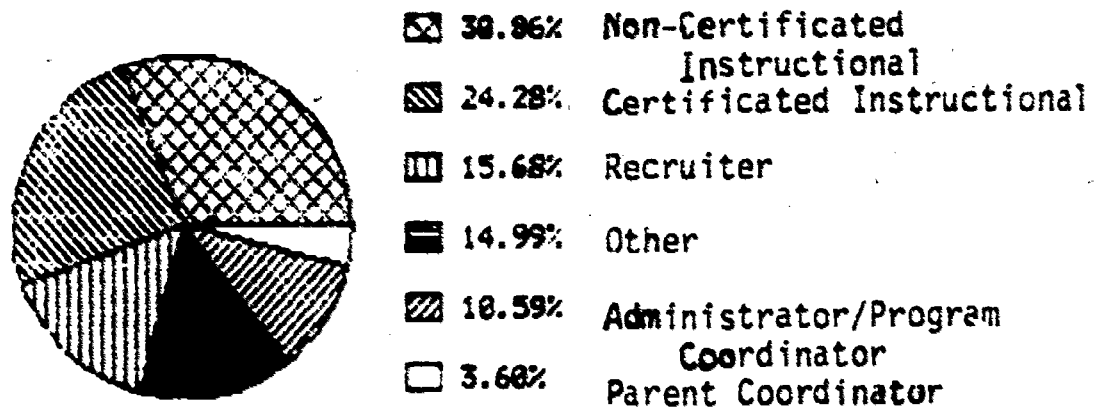 30.86% Non-Certificated
Instructional
24.28% Certificated Instructional
15.68% Recruiter
14.99% Other
10.59% Administrator/Program
Coordinator
3.60% Parent Coordinator